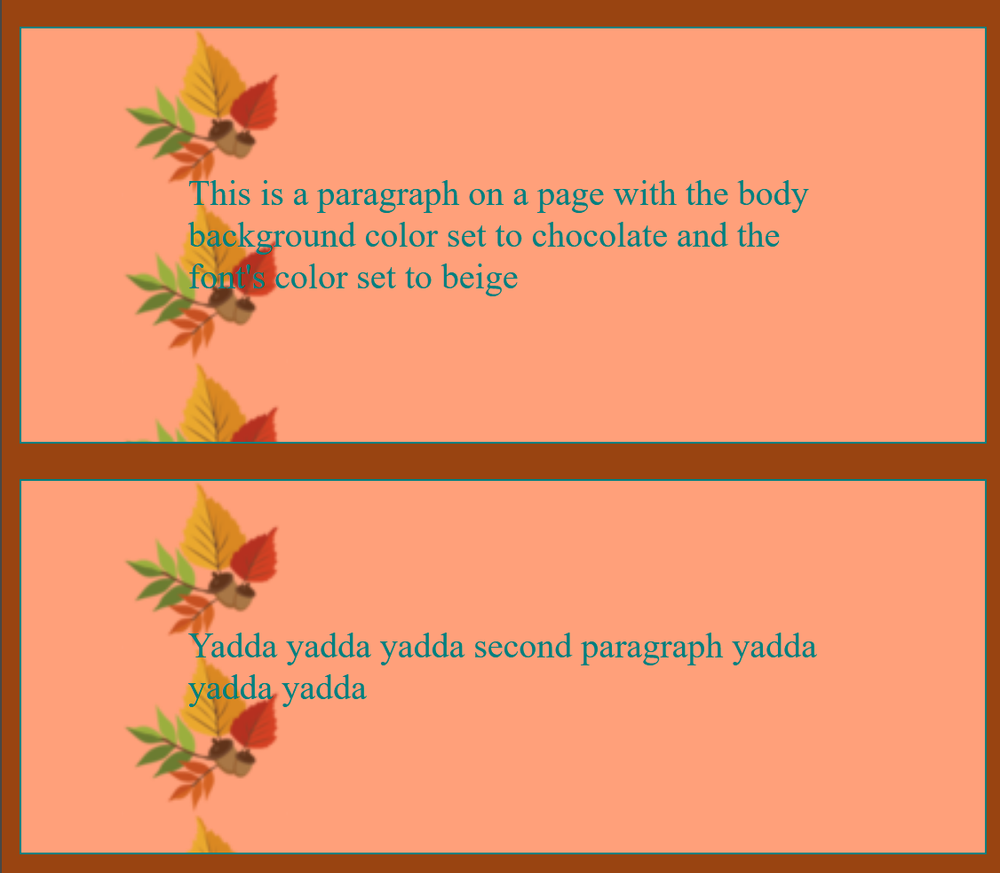 This is a paragraph on a page with the body
background color set to chocolate and the
font's color set to beige
Yadda yadda yadda second paragraph yadda
yadda yadda